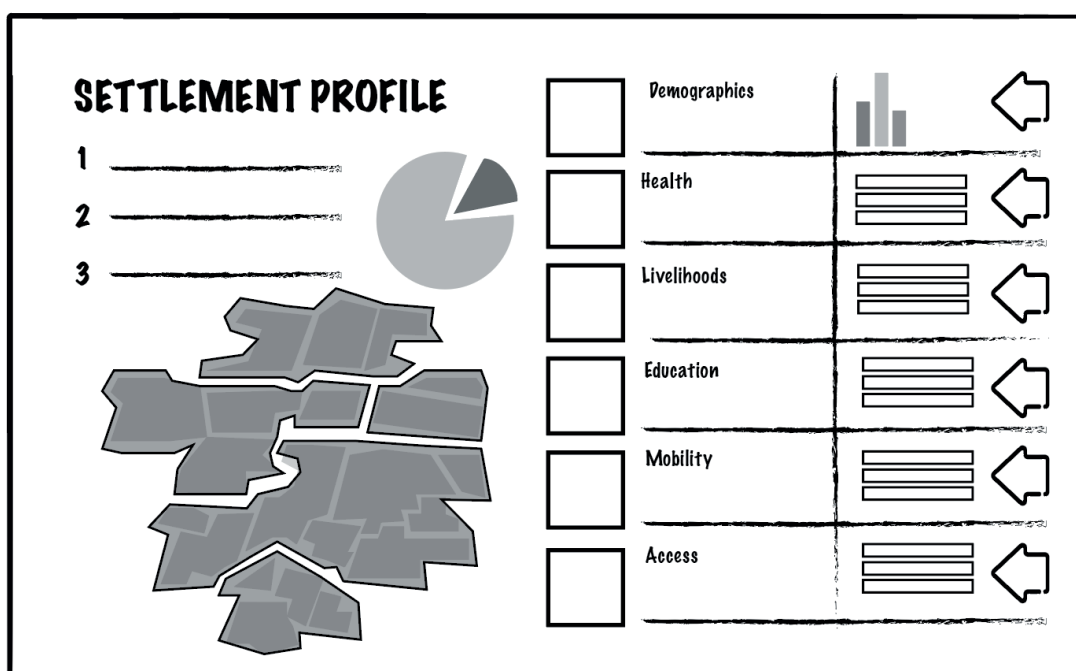 SETTLEMENT PROFILE
1
2
3
Demographics
Health
Livelihoods
Education
Mobility
Access